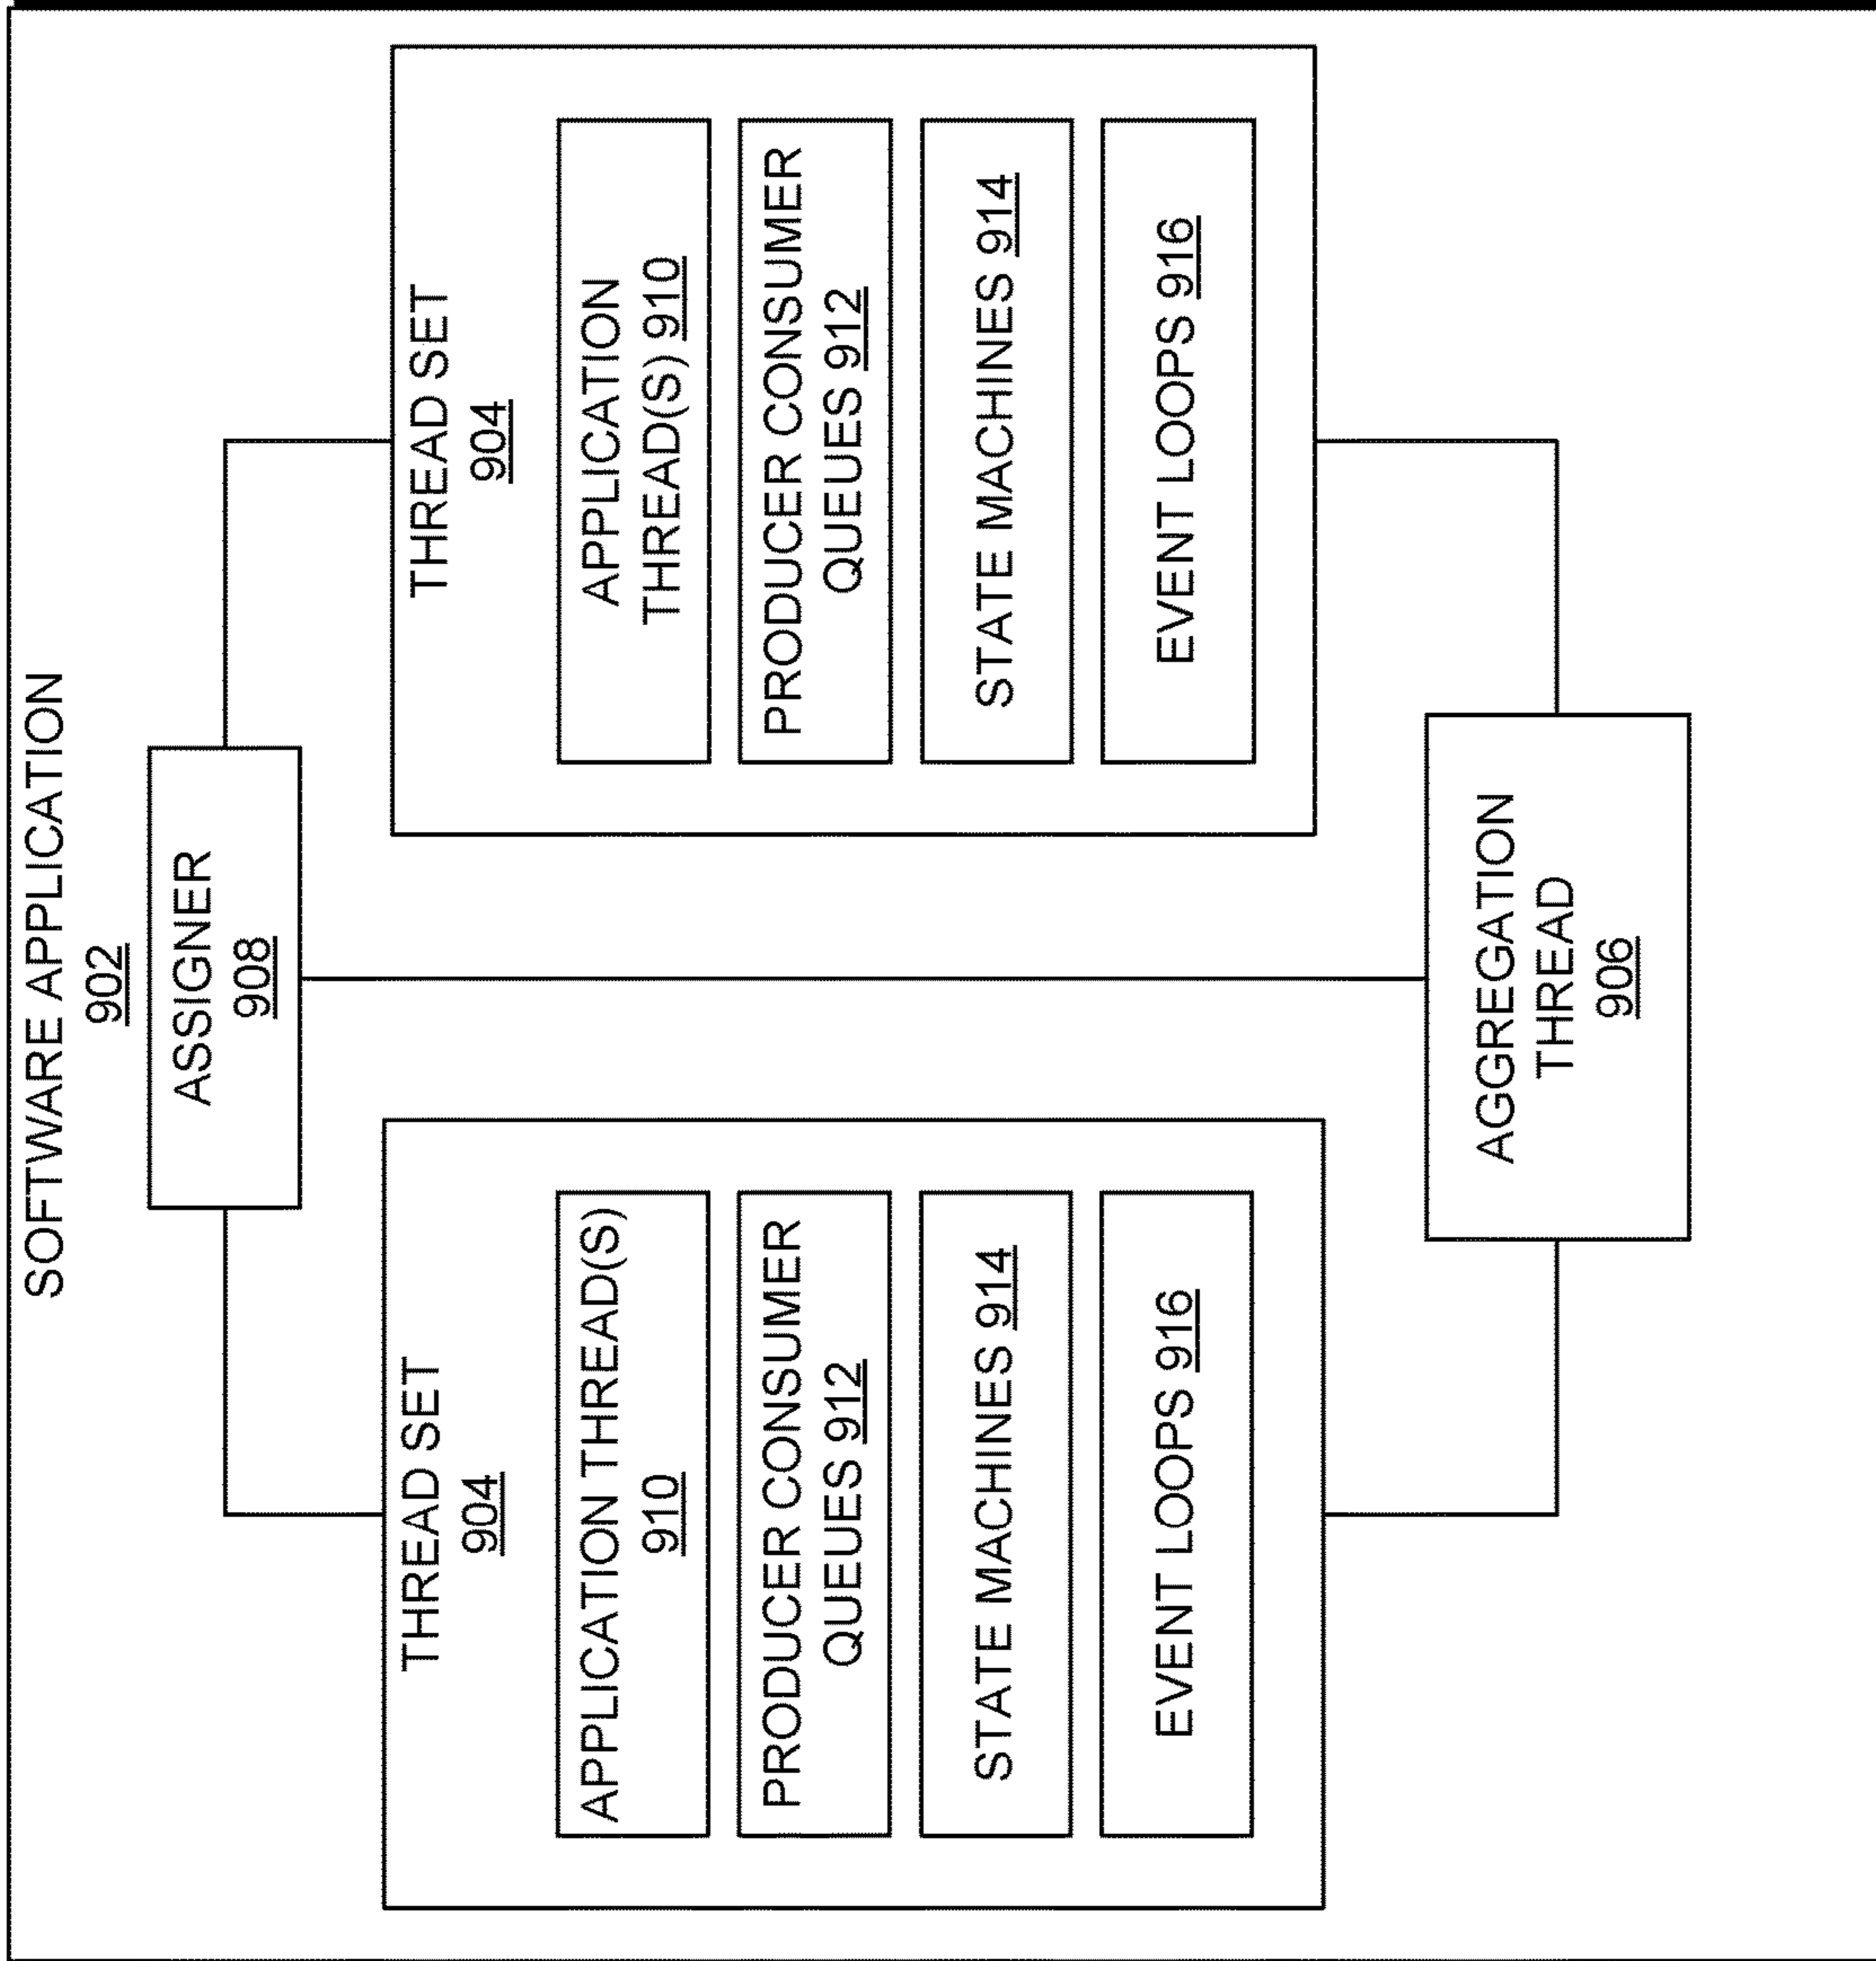 SOFTWARE APPLICATION
902
ASSIGNER
908
THREAD SET
904
APPLICATION THREAD(S)
910
PRODUCER CONSUMER
QUEUES 912
STATE MACHINES 914
EVENT LOOPS 916
THREAD SET
904
APPLICATION
THREAD(S) 910
PRODUCER CONSUMER
QUEUES 912
STATE MACHINES 914
EVENT LOOPS 916
AGGREGATION
THREAD
906